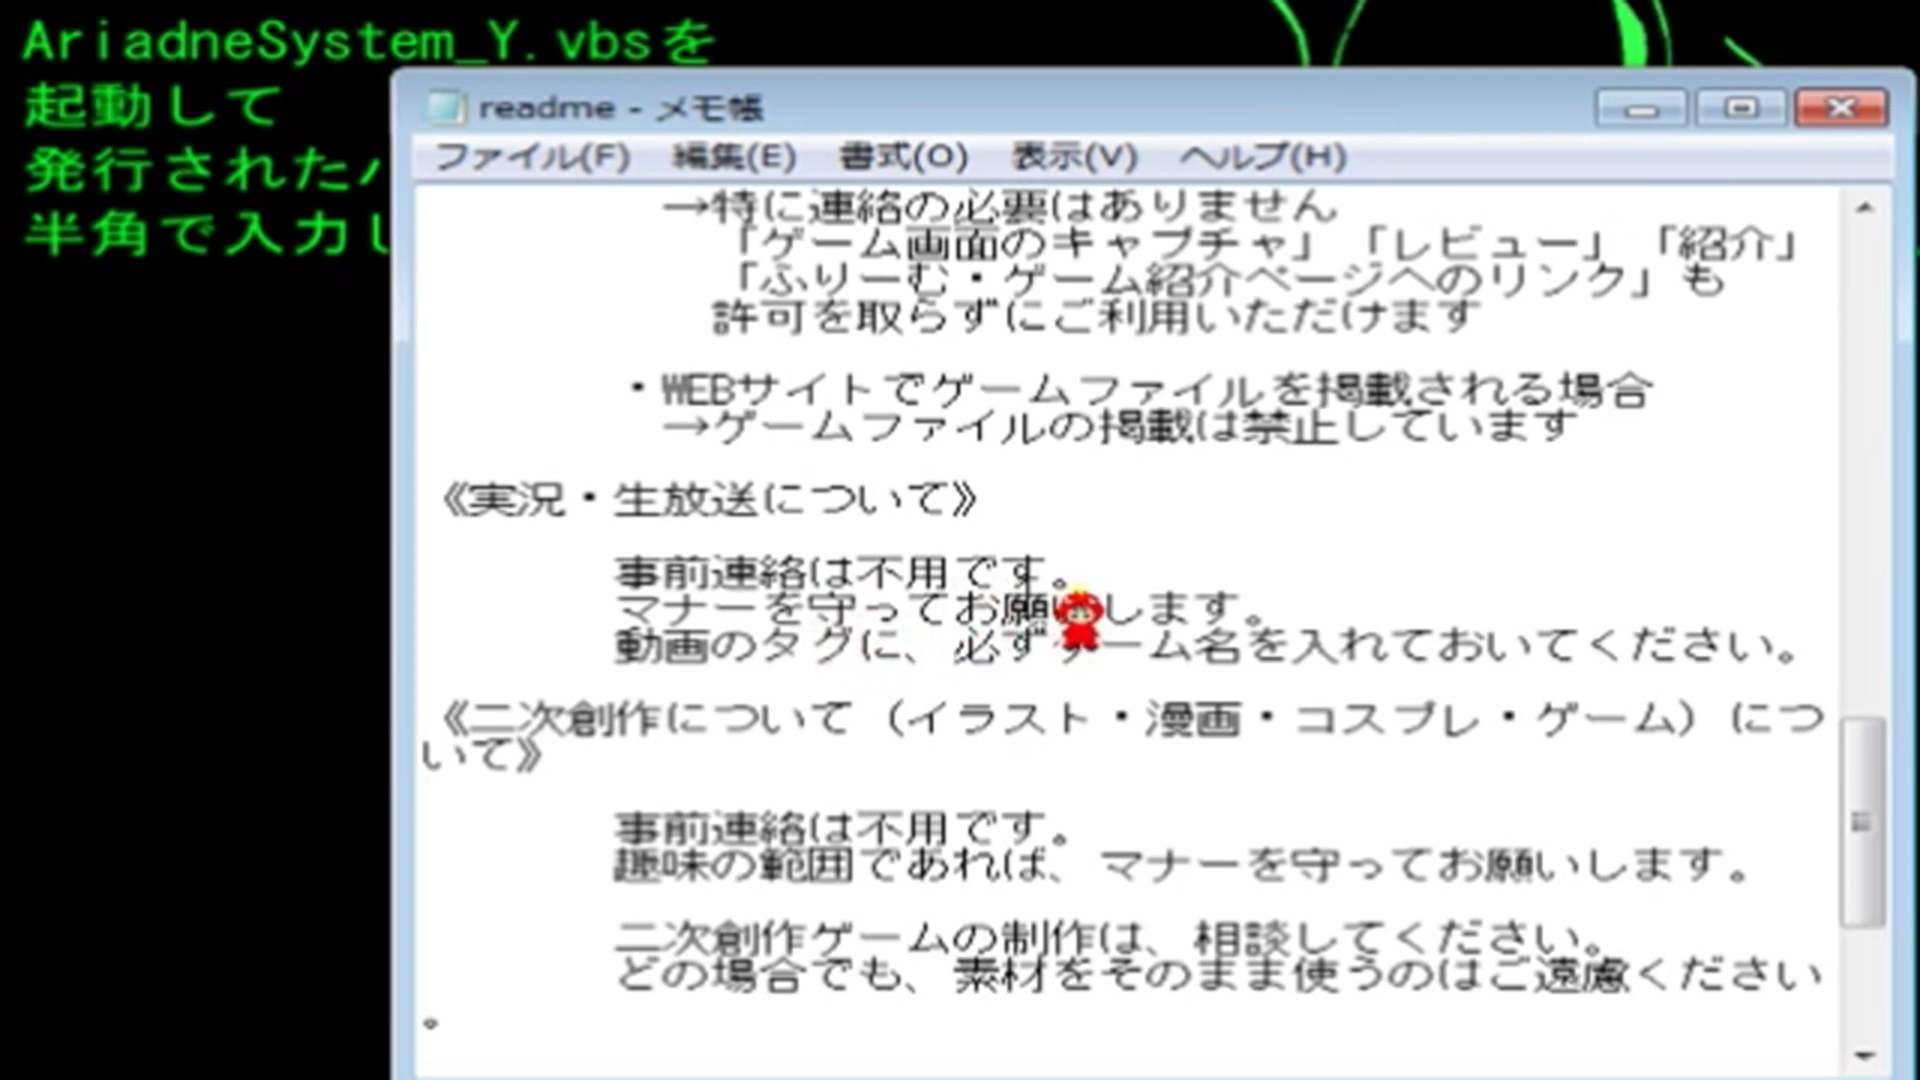 AriadneSystem_Y.vbsを
起動して
発行された
半角で入力し
readme - メモ帳
ファイル(F) 編集(E) 書式(O) 表示(V) ヘルプ(H)
→特に連絡の必要はありません
「ゲーム画面のキャプチャ」「レビュー」「紹介」
「ふりーむ・ゲーム紹介ページへのリンク」も
許可を取らずにご利用いただけます
・WEBサイトでゲームファイルを掲載される場合
→ゲームファイルの掲載は禁止しています
《実況・生放送について》
事前連絡は不用です。
マナーを守ってお願いします。
動画のタグに、必ずゲーム名を入れておいてください。
《二次創作について（イラスト・漫画・コスプレ・ゲーム）につ
いて》
事前連絡は不用です。
趣味の範囲であれば、マナーを守ってお願いします。
二次創作ゲームの制作は、相談してください。
どの場合でも、素材をそのまま使うのはご遠慮ください
。